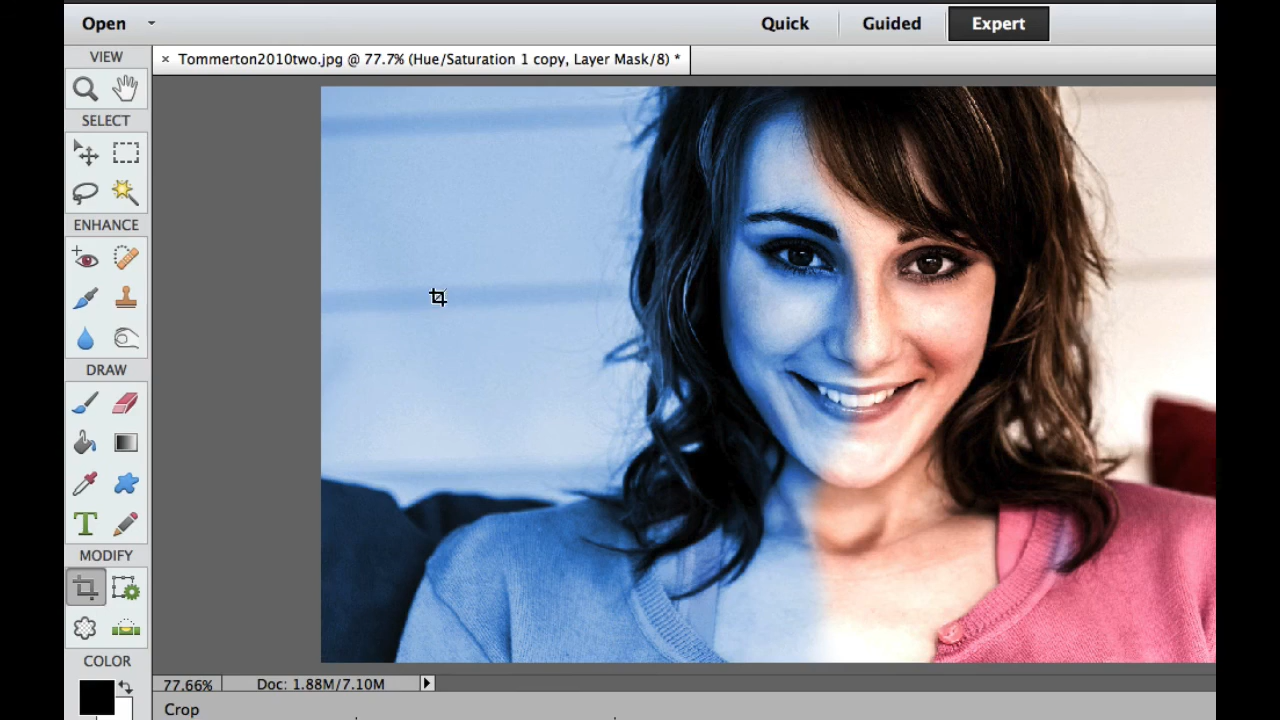 Open Quick Guided Expert
VIEW
× Tommerton2010two.jpg @ 77.7% (Hue/Saturation 1 copy, Layer Mask/8) *
SELECT
ENHANCE
DRAW
T
MODIFY
COLOR
77.66% Doc: 1.88M/7.10M
Crop